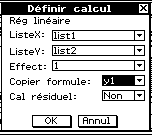 Définir calcul
Rég linéaire
ListeX: list1
ListeY: list2
Effect: 1
Copier formule: y1
Cal résiduel: Non
OK Annul